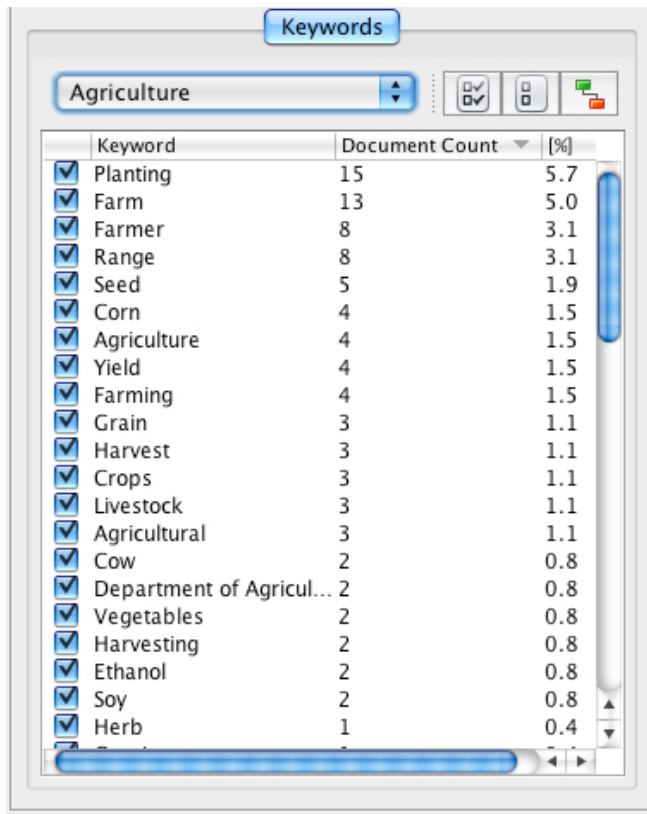 Keywords
Agriculture
Keyword Document Count [%]
Planting 15 5.7
Farm 13 5.0
Farmer 8 3.1
Range 8 3.1
Seed 5 1.9
Corn 4 1.5
Agriculture 4 1.5
Yield 4 1.5
Farming 4 1.5
Grain 3 1.1
Harvest 3 1.1
Crops 3 1.1
Livestock 3 1.1
Agricultural 3 1.1
Cow 2 0.8
Department of Agricul... 2 0.8
Vegetables 2 0.8
Harvesting 2 0.8
Ethanol 2 0.8
Soy 2 0.8
Herb 1 0.4